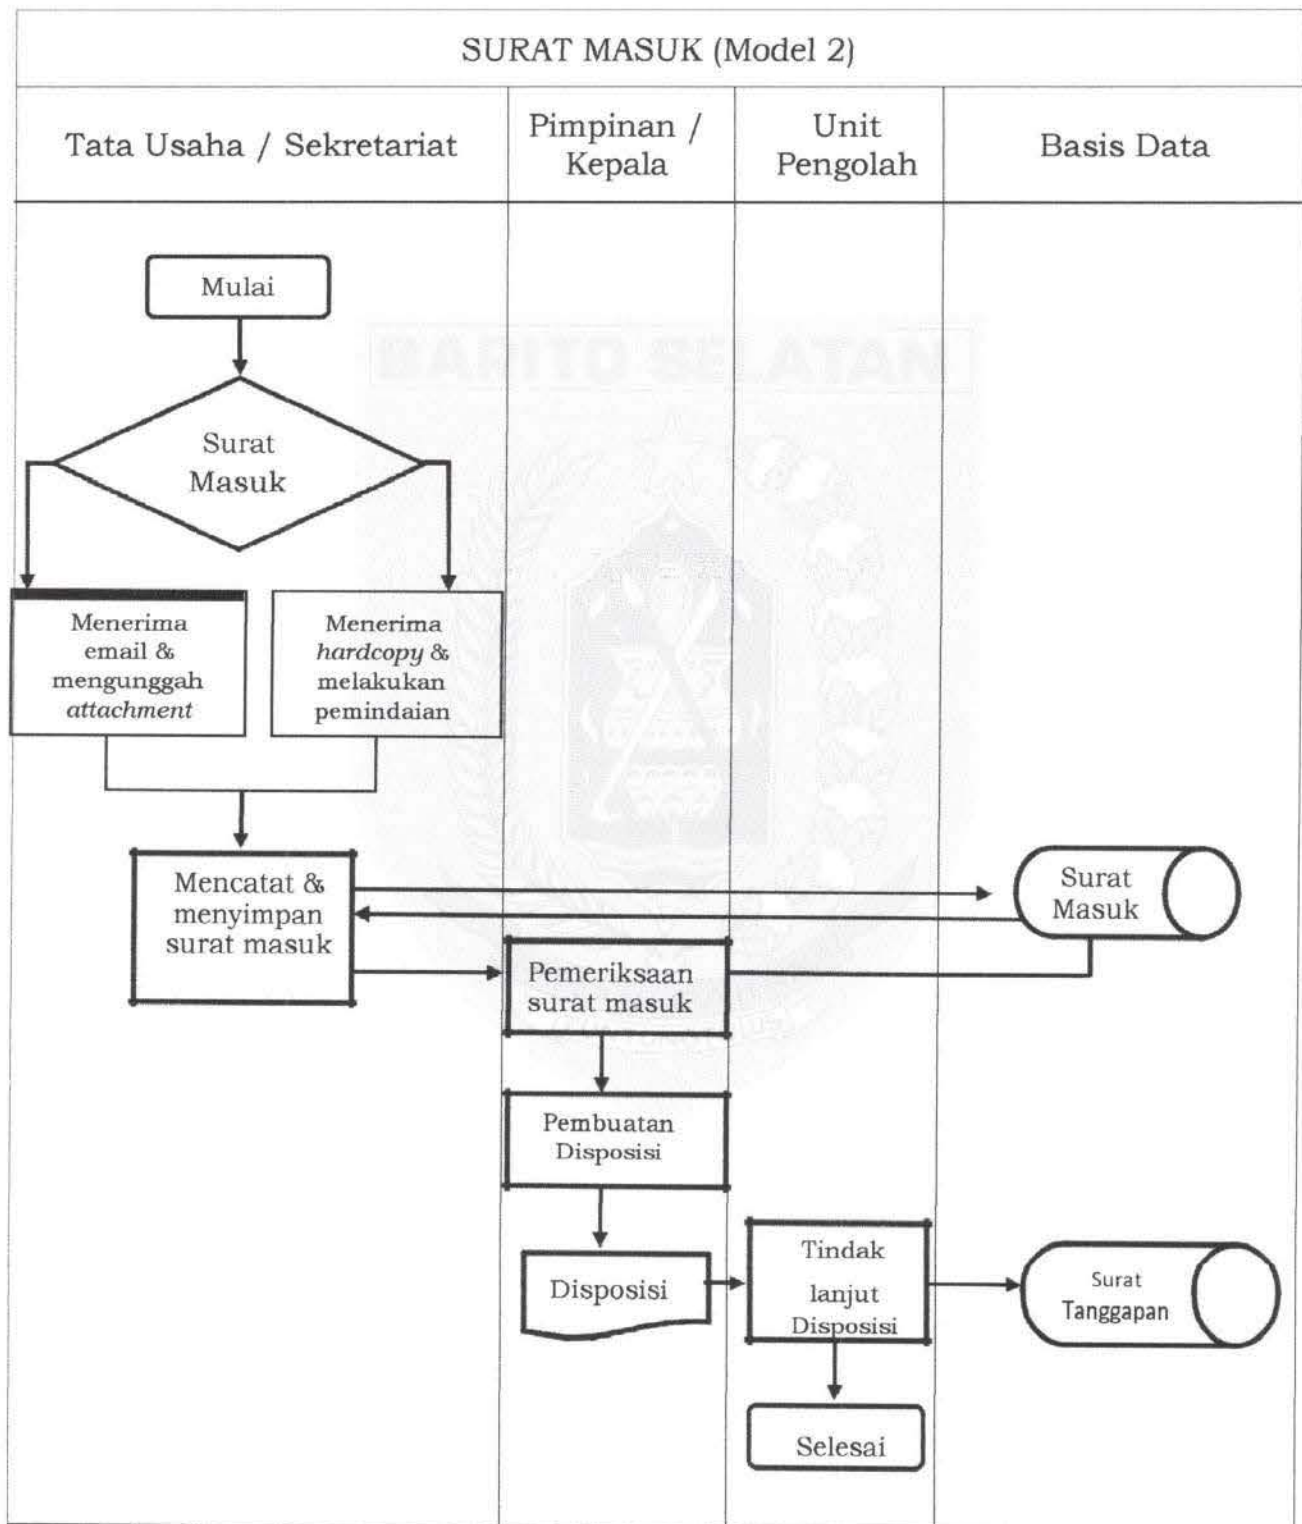 SURAT MASUK (Model 2)
Tata Usaha / Sekretariat
Pimpinan /
Kepala
Unit
Pengolah
Basis Data
Mulai
BARITO SELATAN
Surat
Masuk
Menerima
email &
mengunggah
attachment
Menerima
hardcopy &
melakukan
pemindaian
Mencatat &
menyimpan
surat masuk
Surat
Masuk
Pemeriksaan
surat masuk
Pembuatan
Disposisi
Disposisi
Tindak
lanjut
Disposisi
Surat
Tanggapan
Selesai